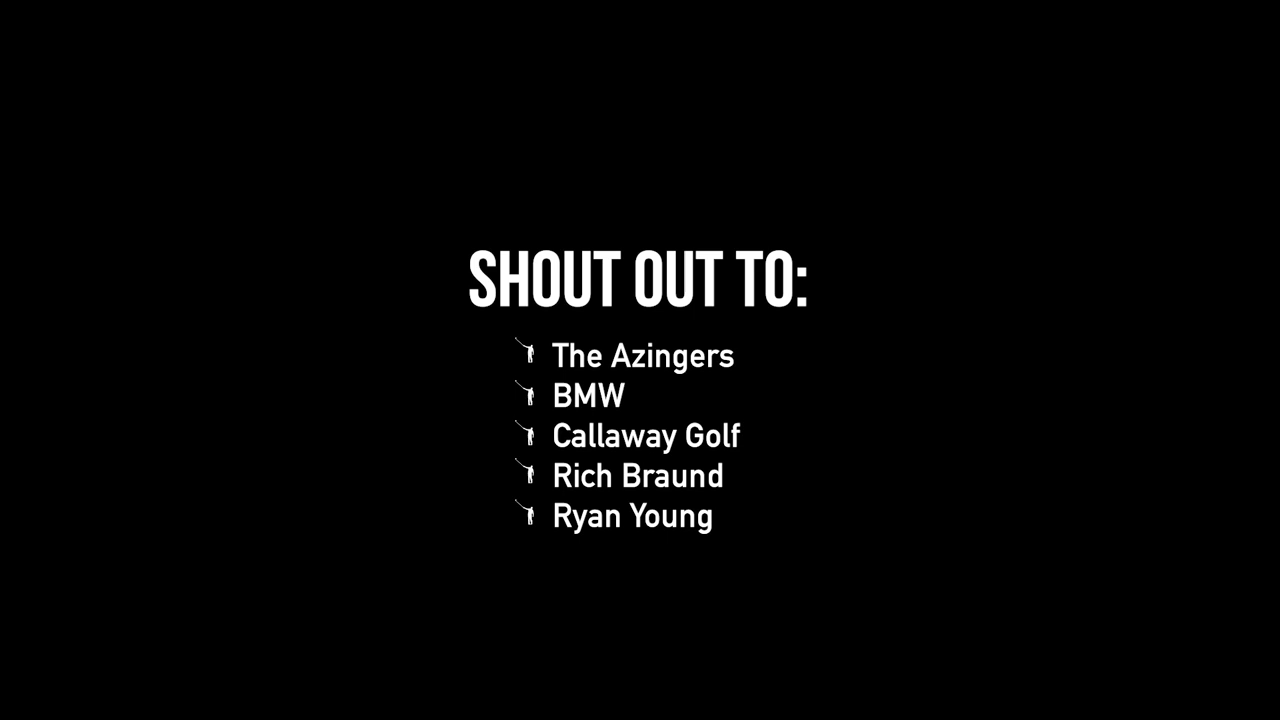 SHOUT OUT TO:
The Azingers
BMW
Callaway Golf
Rich Braund
Ryan Young